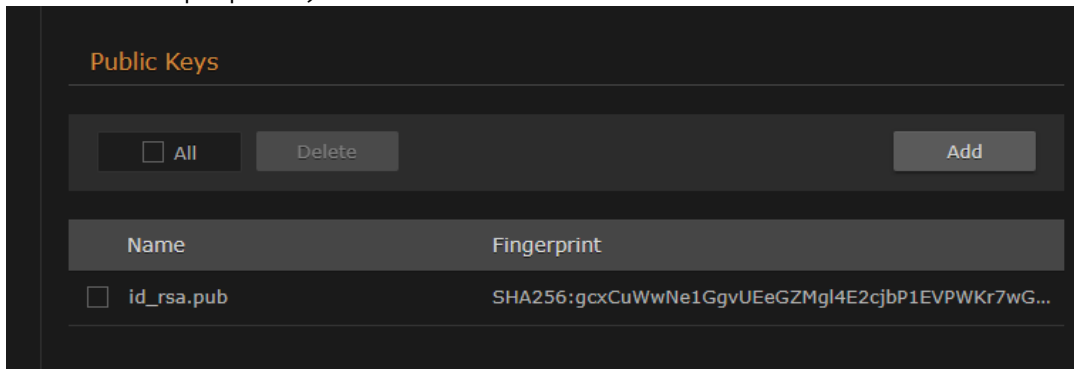 Public Keys
All Delete Add
Name Fingerprint
id_rsa.pub SHA256:gcxCuWwNe1GgvUEeGZMgl4E2cjbP1EVPWKr7wG...